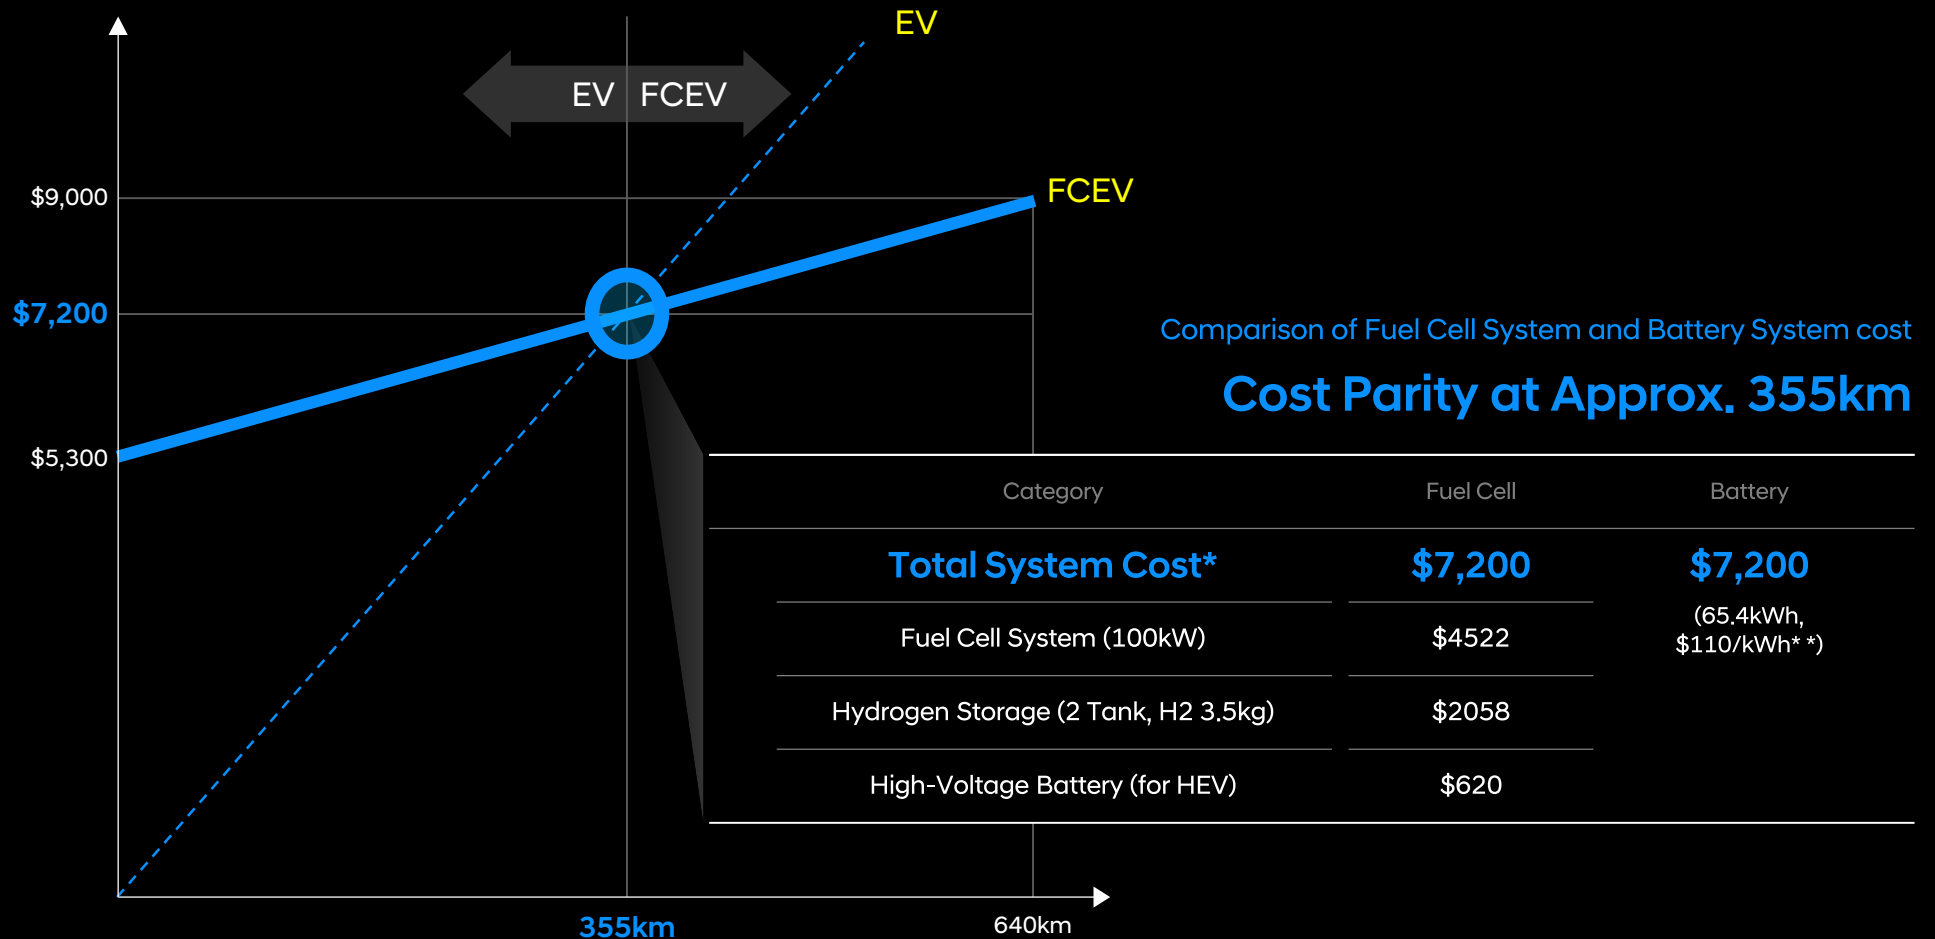 EV
EV
FCEV
$9,000
FCEV
$7,200
$5,300
Comparison of Fuel Cell System and Battery System cost
Cost Parity at Approx. 355km
Category Fuel Cell Battery
Total System Cost* $7,200 $7,200
(65.4kWh,
$110/kWh* *)
Fuel Cell System (100kW) $4522
Hydrogen Storage (2 Tank, H2 3.5kg) $2058
High-Voltage Battery (for HEV) $620
355km
640km